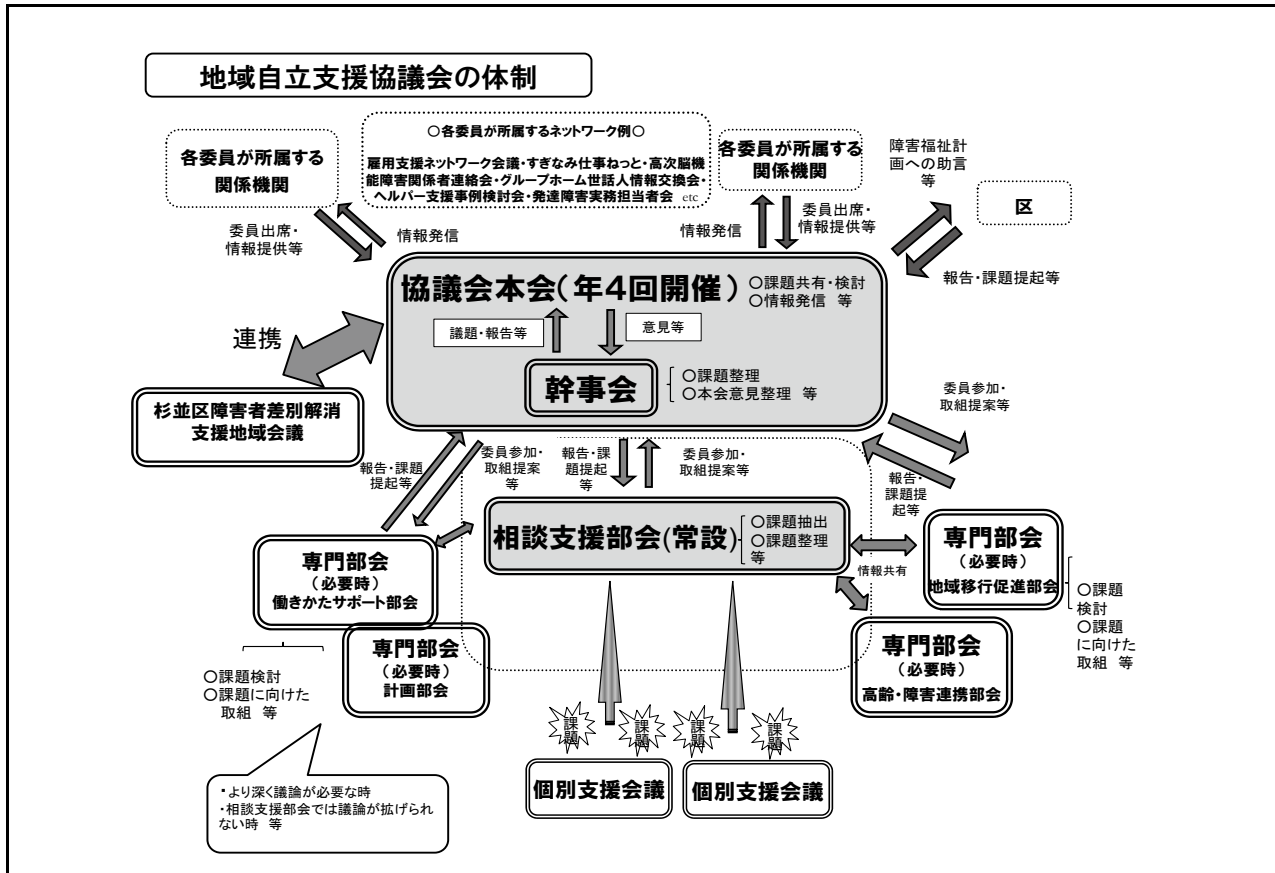 地域自立支援協議会の体制
各委員が所属する
関係機関
○各委員が所属するネットワーク例○
雇用支援ネットワーク会議・すぎなみ仕事ねっと・高次脳機
能障害関係者連絡会・グループホーム世話人情報交換会・
ヘルパー支援事例検討会・発達障害実務担当者会 etc
各委員が所属する
関係機関
障害福祉計
画への助言
等
区
委員出席・
情報提供等
情報発信
情報発信
委員出席・
情報提供等
報告・課題提起等
協議会本会(年4回開催)
○課題共有・検討
○情報発信 等
議題・報告等
意見等
連携
幹事会
○課題整理
○本会意見整理 等
杉並区障害者差別解消
支援地域会議
委員参加・
取組提案等
報告・課題
提起等
委員参加・
取組提案
等
報告・課
題提起
等
委員参加・
取組提案等
報告・
課題提
起等
相談支援部会(常設)
○課題抽出
○課題整理
等
情報共有
専門部会
(必要時)
働きかたサポート部会
専門部会
(必要時)
地域移行促進部会
○課題
検討
○課題
に向けた
取組 等
専門部会
(必要時)
計画部会
専門部会
(必要時)
高齢・障害連携部会
○課題検討
○課題に向けた
取組 等
課題
課題
課題
課題
・より深く議論が必要な時
・相談支援部会では議論が拡げられ
ない時 等
個別支援会議
個別支援会議